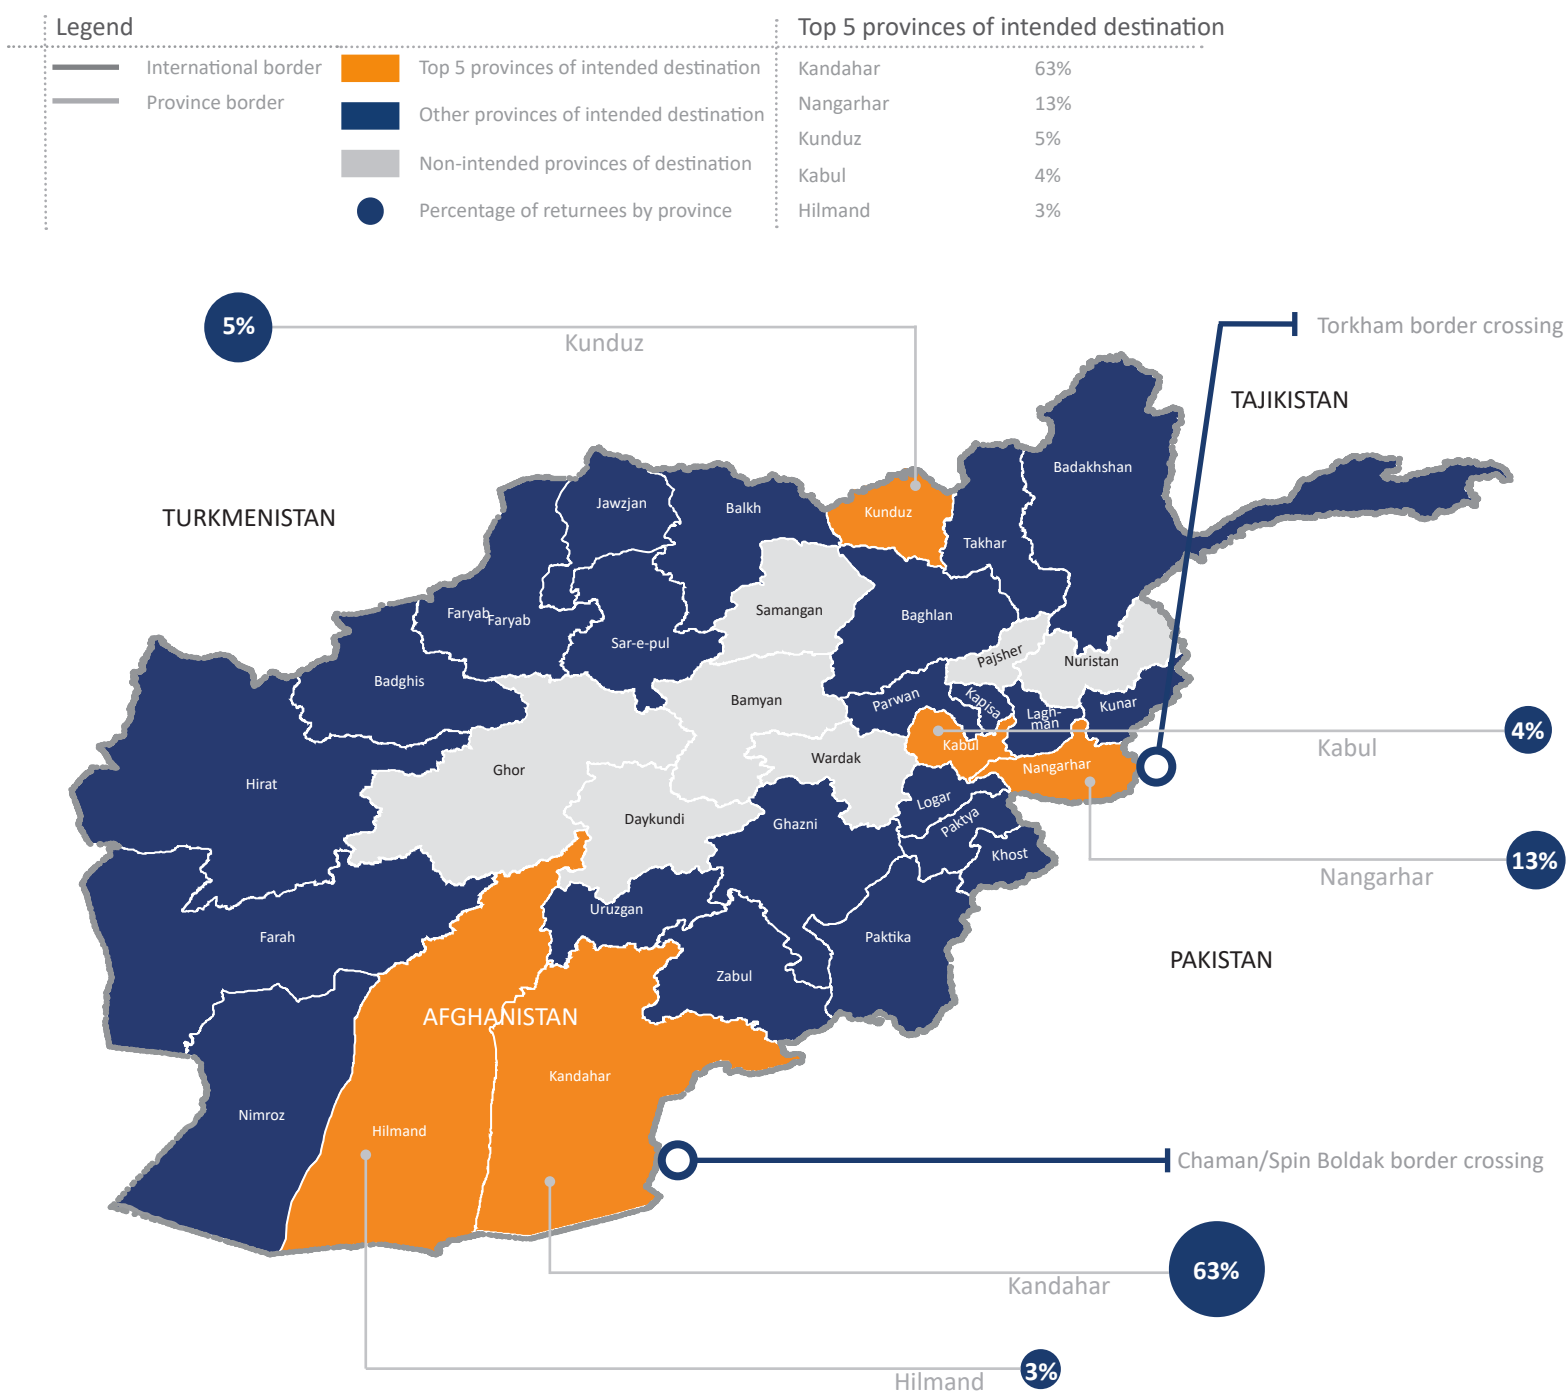 Legend
International border
Province border
Top 5 provinces of intended destination
Other provinces of intended destination
Non-intended provinces of destination
Percentage of returnees by province
Top 5 provinces of intended destination
Kandahar 63%
Nangarhar 13%
Kunduz 5%
Kabul 4%
Hilmand 3%
5%
Kunduz
Torkham border crossing
TAJIKISTAN
TURKMENISTAN
Badakhshan
Jawzjan
Balkh
Kunduz
Takhar
Faryab
Faryab
Samangan
Baghlan
Sar-e-pul
Pajsher
Nuristan
Badghis
Bamyan
Parwan
Kapisa
Lagh-
man
Kunar
4%
Kabul
Kabul
Wardak
Nangarhar
Ghor
Hirat
Logar
Daykundi
Ghazni
Paktya
Khost
13%
Nangarhar
Uruzgan
Farah
Paktika
PAKISTAN
Zabul
AFGHANISTAN
Kandahar
Nimroz
Hilmand
Chaman/Spin Boldak border crossing
63%
Kandahar
3%
Hilmand